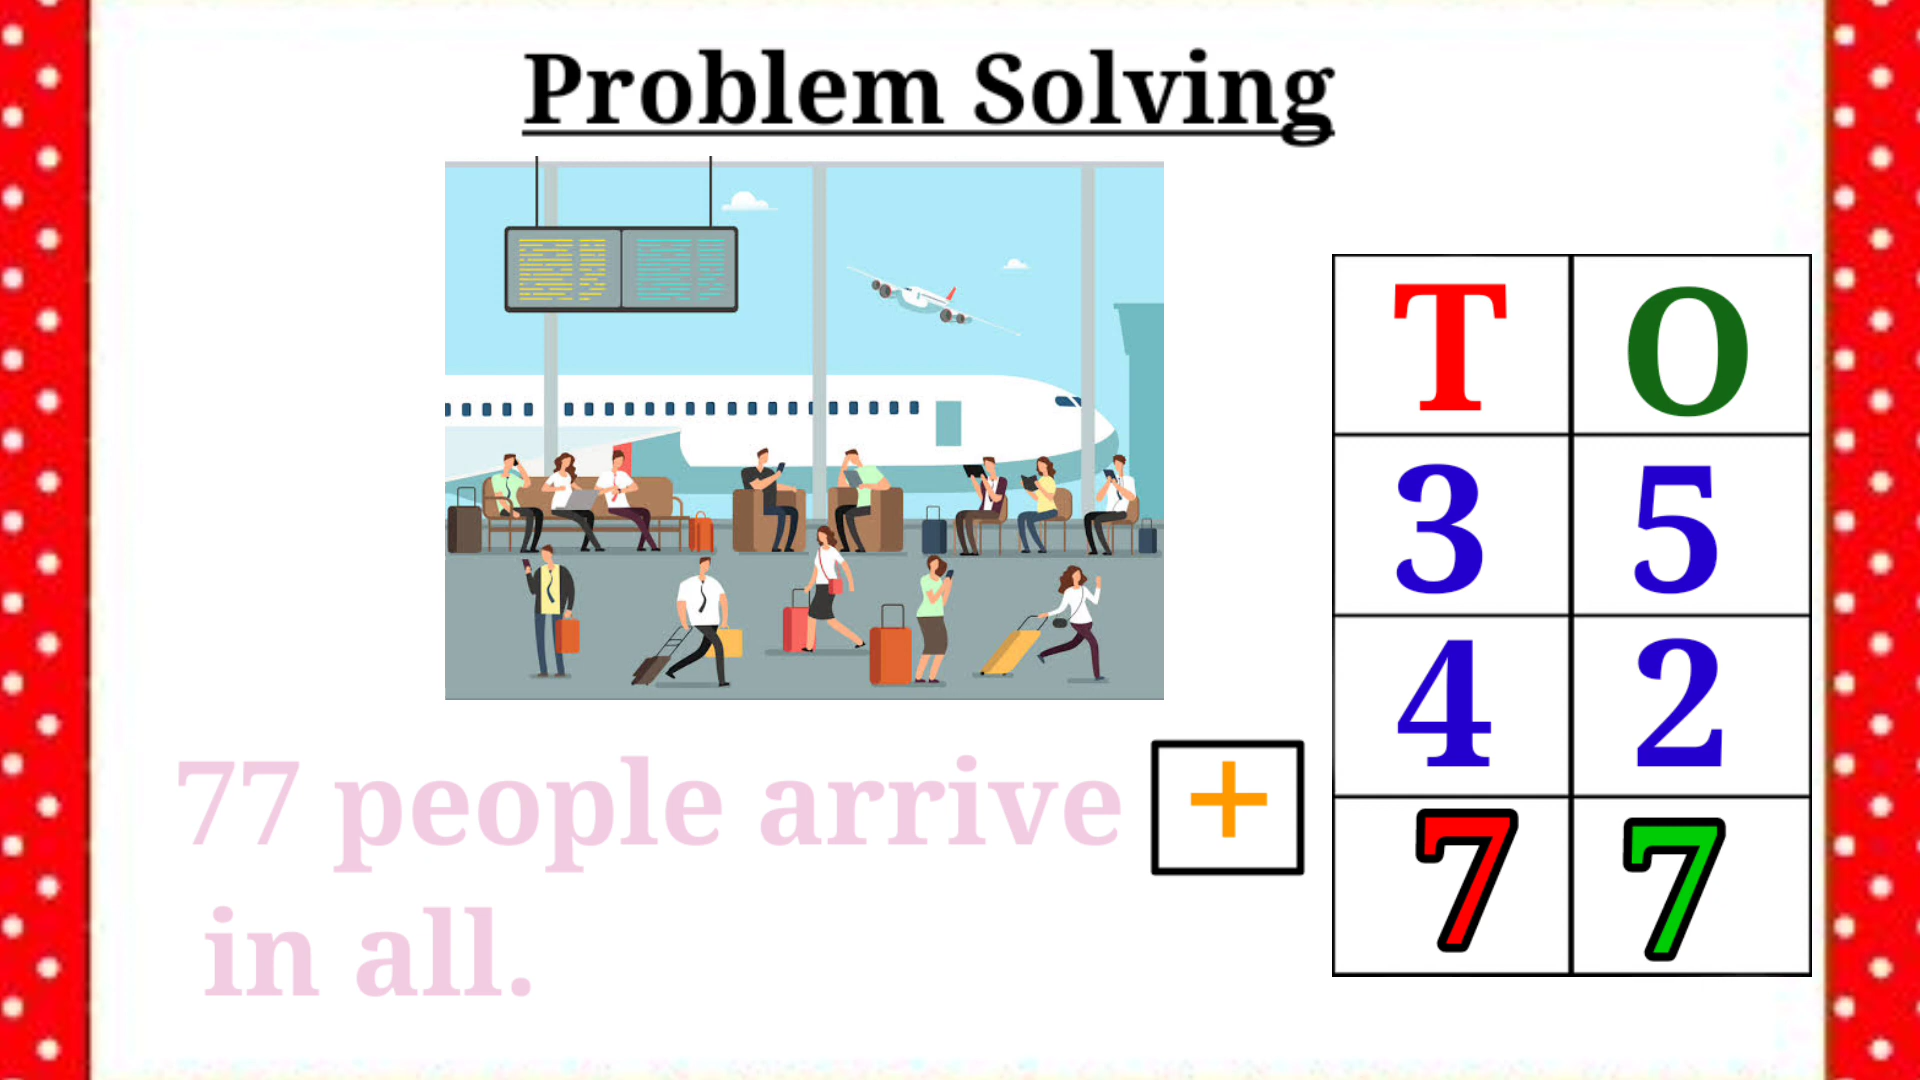 Problem Solving
T O
3 5
4 2
+
7 7
77 people arrive
in all.